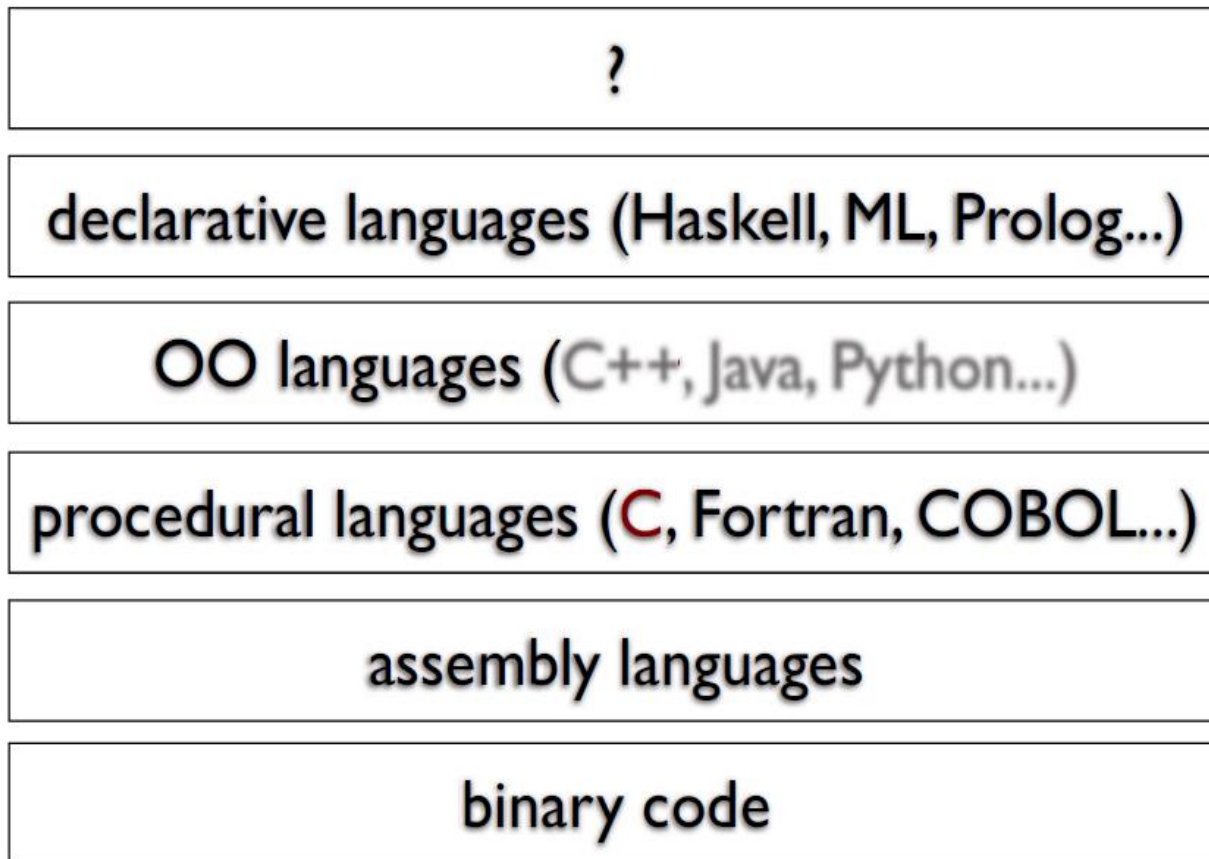 ?
declarative languages (Haskell, ML, Prolog...)
OO languages (C++, Java, Python...)
procedural languages (C, Fortran, COBOL...)
assembly languages
binary code